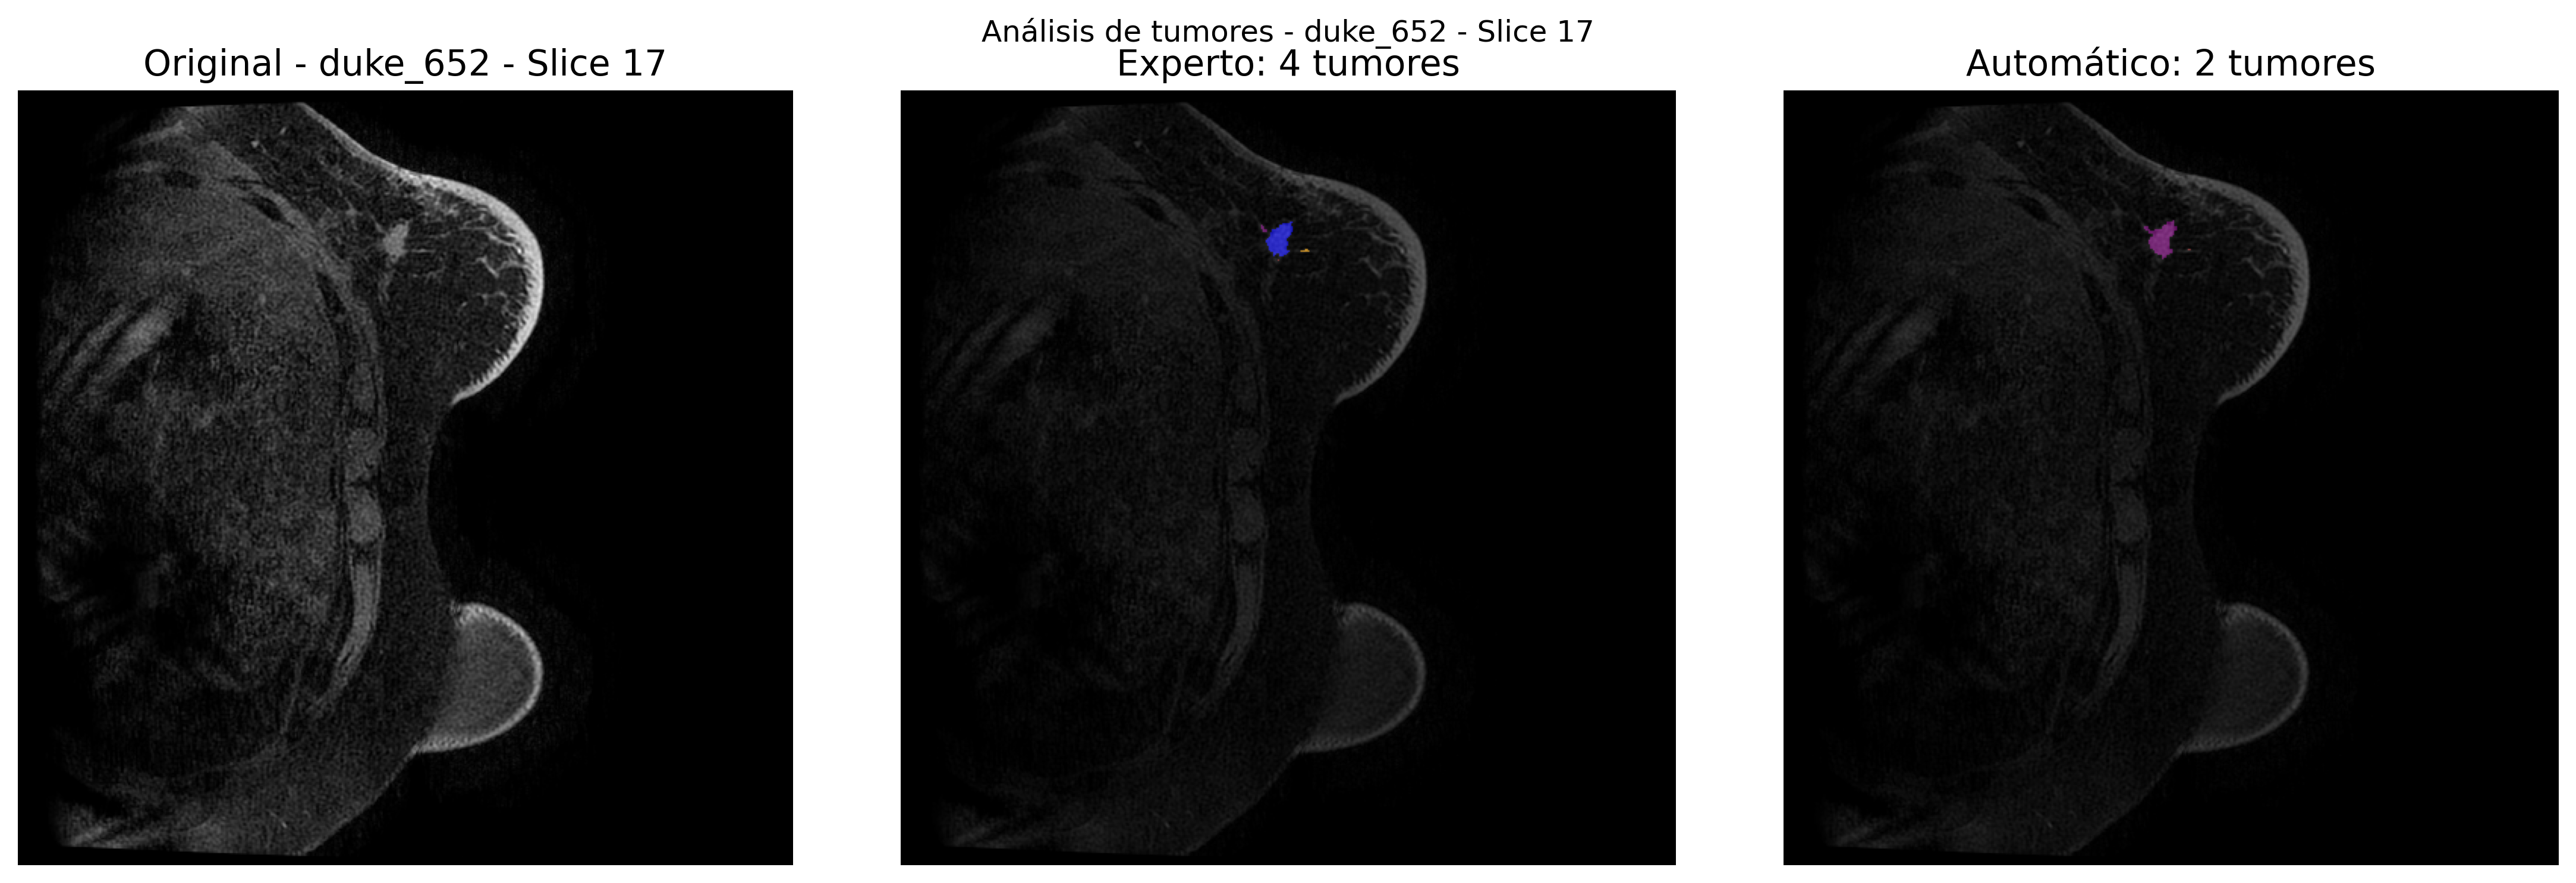 Análisis de tumores - duke_652 - Slice 17
Original - duke_652 - Slice 17
Experto: 4 tumores
Automático: 2 tumores